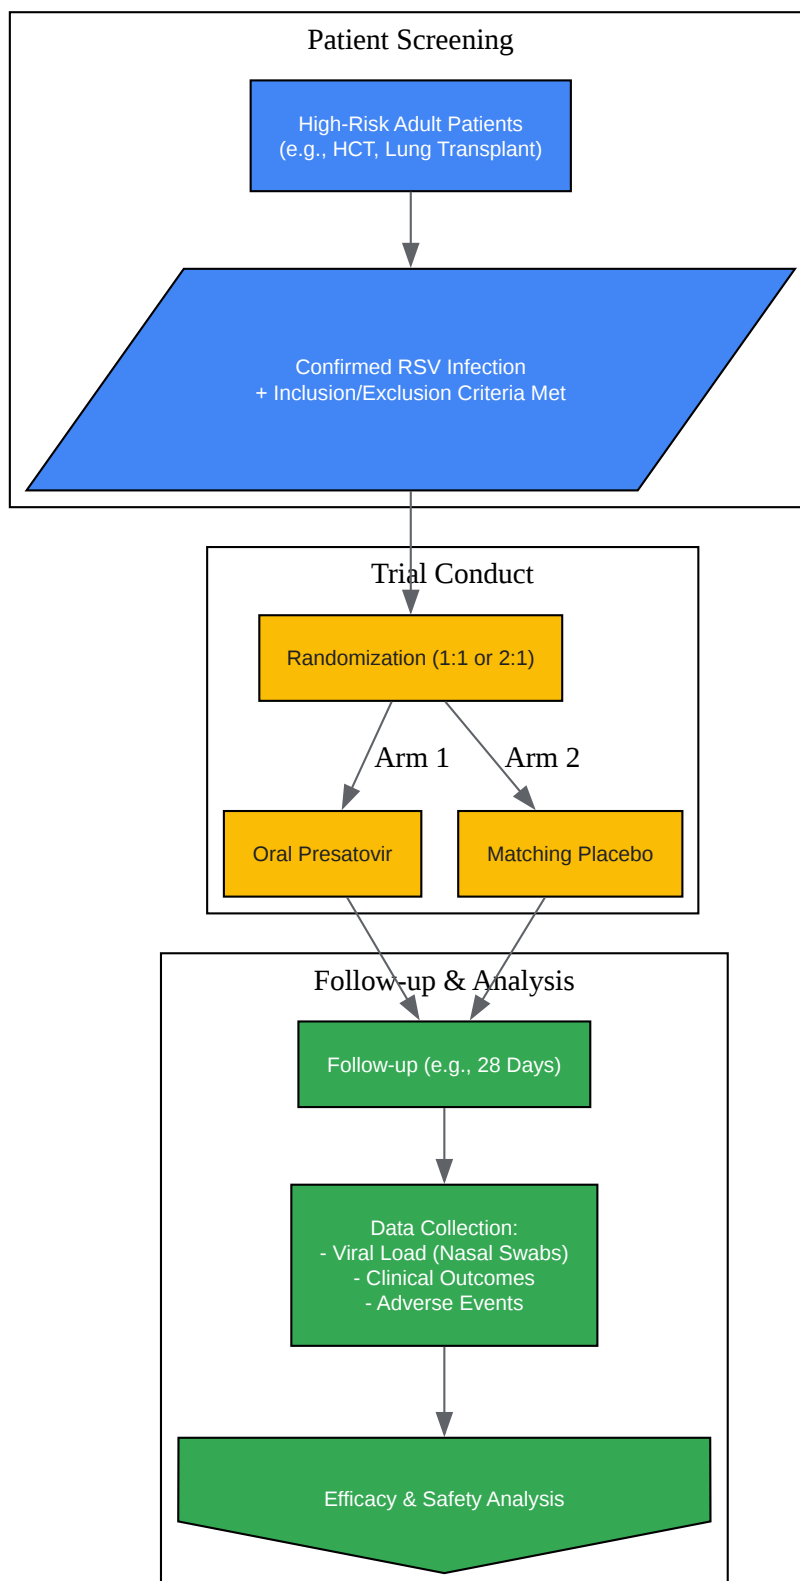 Patient Screening
High-Risk Adult Patients
(e.g., HCT, Lung Transplant)
Confirmed RSV Infection
+ Inclusion/Exclusion Criteria Met
Trial Conduct
Randomization (1:1 or 2:1)
Arm 1
Arm 2
Oral Presatovir
Matching Placebo
Follow-up & Analysis
Follow-up (e.g., 28 Days)
Data Collection:
- Viral Load (Nasal Swabs)
- Clinical Outcomes
- Adverse Events
Efficacy & Safety Analysis